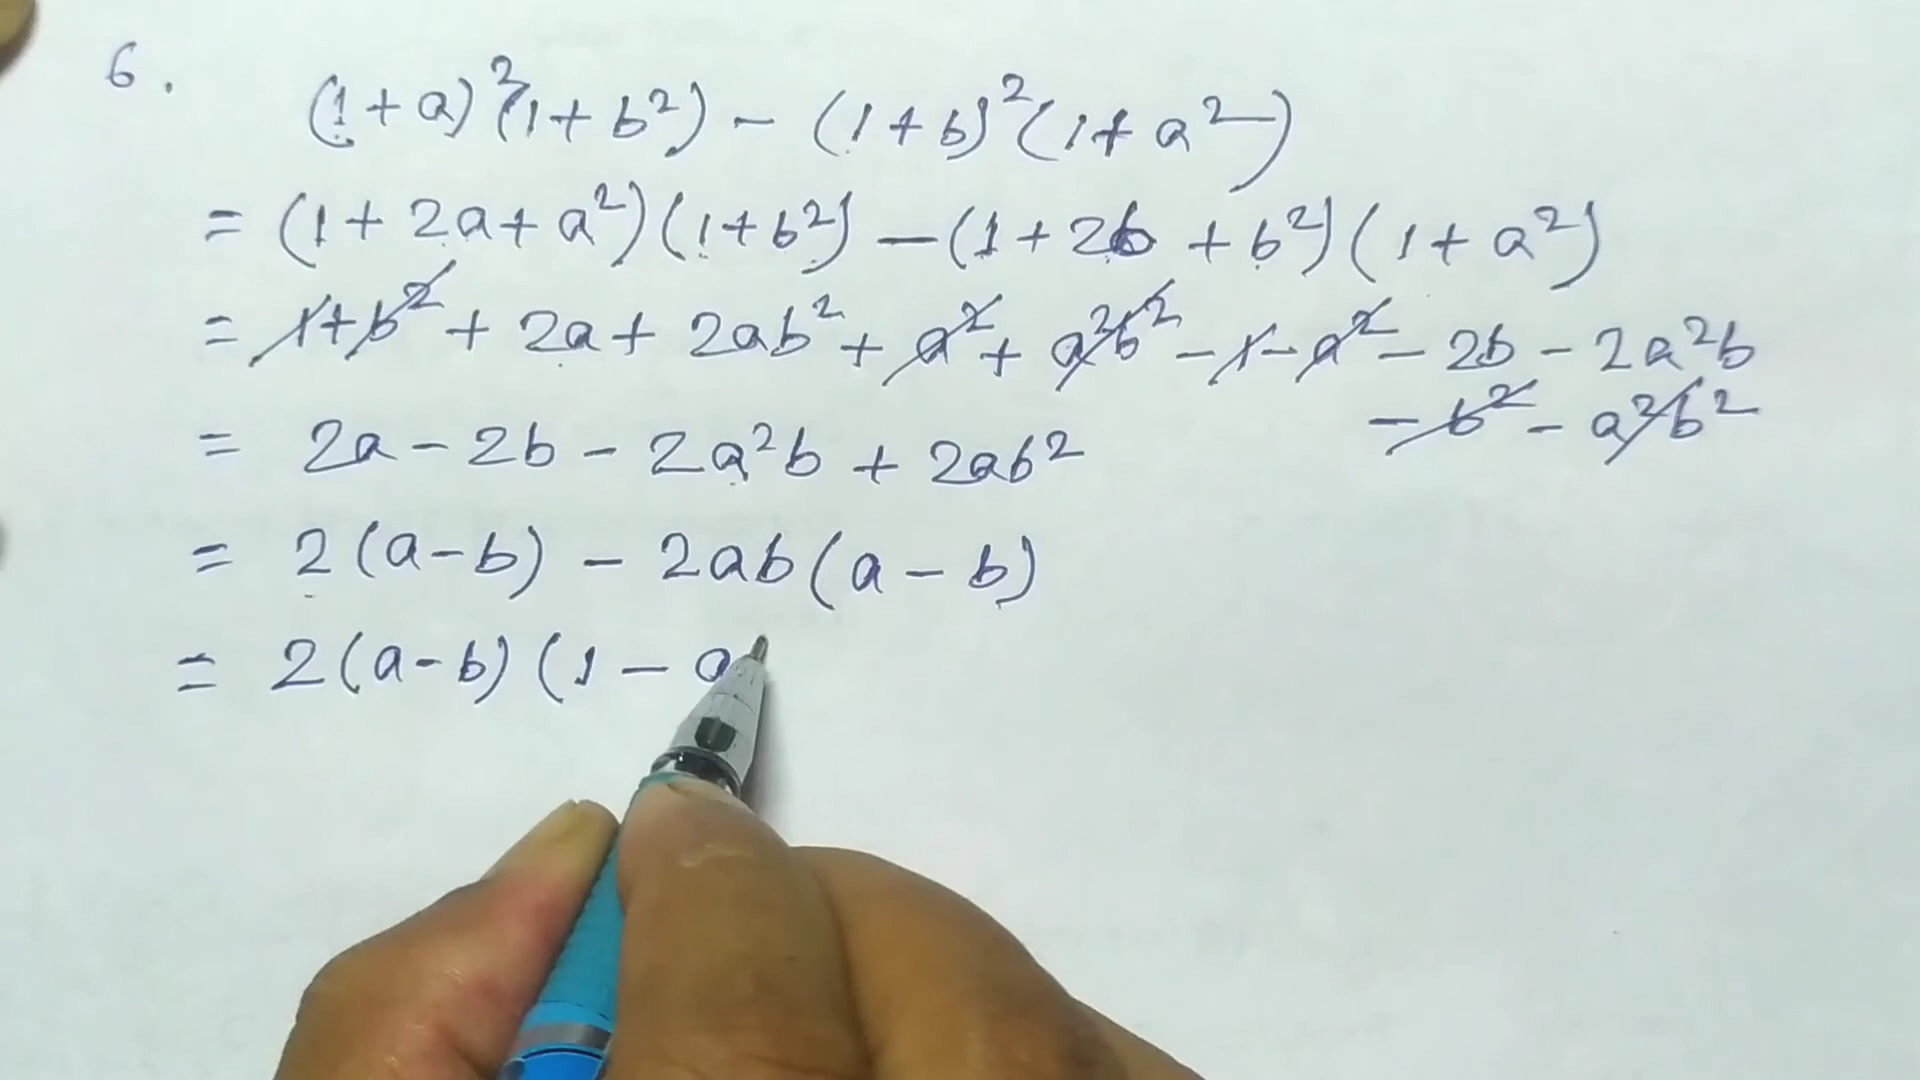 6.
(1+a)²(1+b²) - (1+b)²(1+a²)
= (1+2a+a²)(1+b²) - (1+2b+b²)(1+a²)
= 1+b²+2a+2ab²+a²+a²b²-1-a²-2b-2a²b
-b²-a²b²
= 2a-2b-2a²b+2ab²
= 2(a-b)-2ab(a-b)
= 2(a-b)(1-a